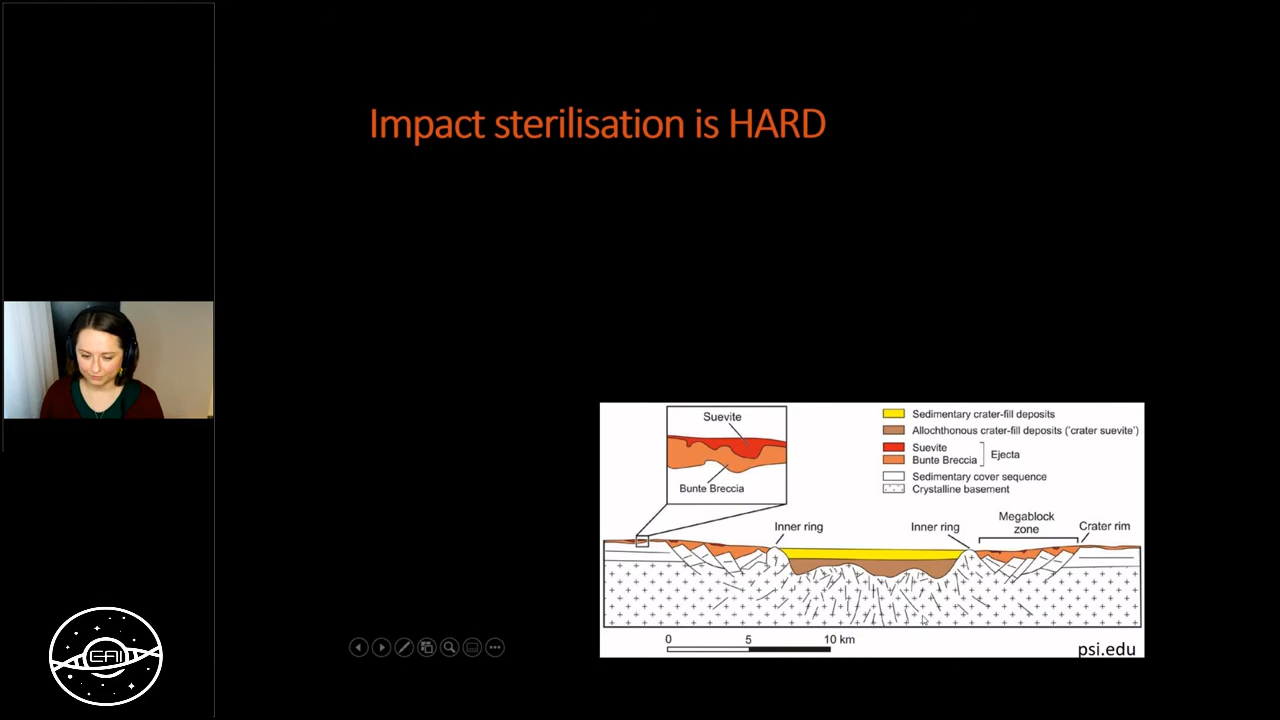 Impact sterilisation is HARD
Suevite
Bunte Breccia
Sedimentary crater-fill deposits
Allochthonous crater-fill deposits ('crater suevite')
Suevite
Bunte Breccia
Ejecta
Sedimentary cover sequence
Crystalline basement
Inner ring
Inner ring
Megablock
zone
Crater rim
0 5 10 km
psi.edu
EAI